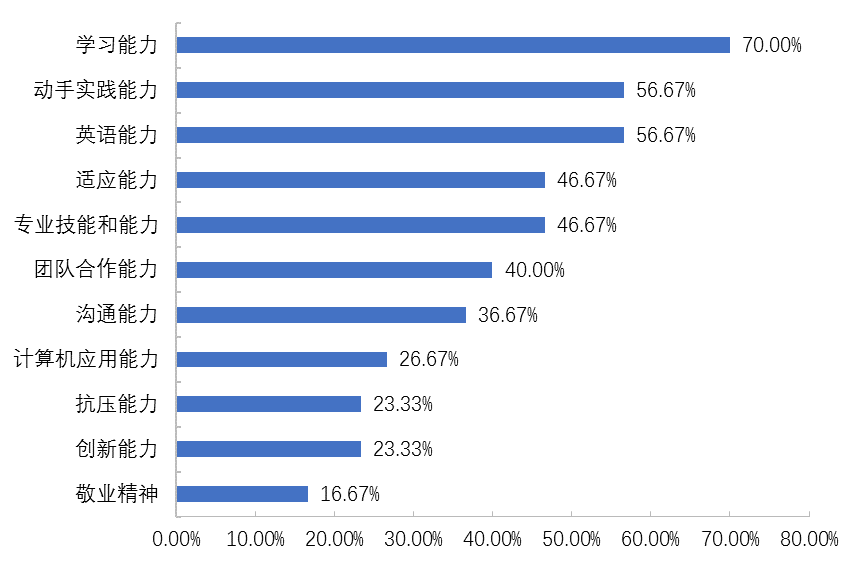 学习能力 70.00%
动手实践能力 56.67%
英语能力 56.67%
适应能力 46.67%
专业技能和能力 46.67%
团队合作能力 40.00%
沟通能力 36.67%
计算机应用能力 26.67%
抗压能力 23.33%
创新能力 23.33%
敬业精神 16.67%
0.00% 10.00% 20.00% 30.00% 40.00% 50.00% 60.00% 70.00% 80.00%